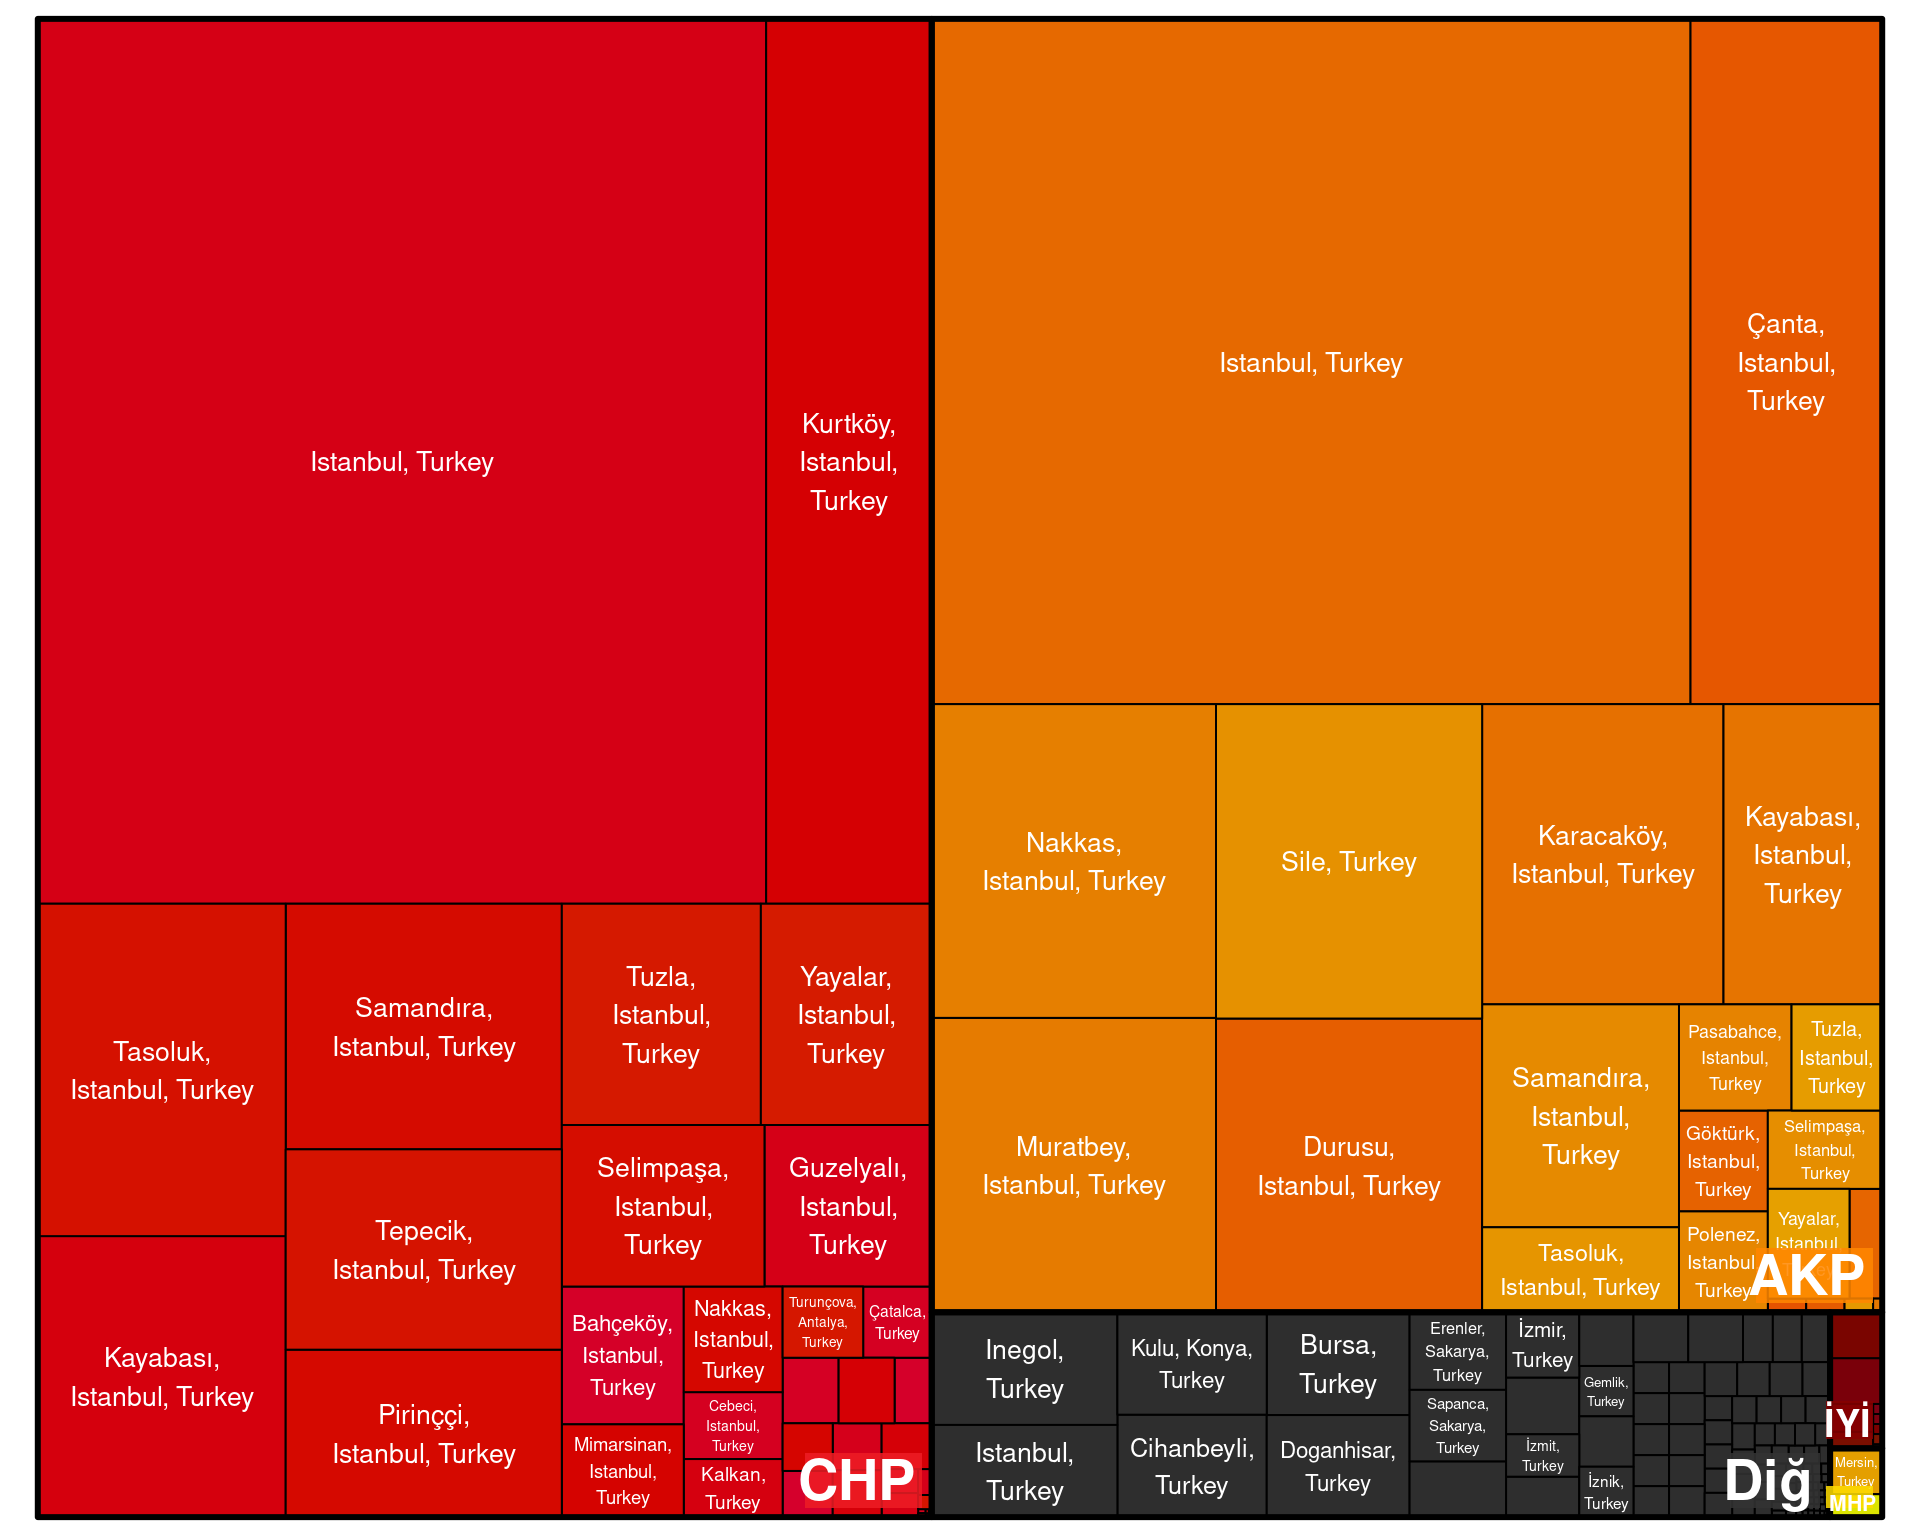 Istanbul, Turkey
Kurtköy,
Istanbul,
Turkey
Tasoluk,
Istanbul, Turkey
Kayabası,
Istanbul, Turkey
Samandıra,
Istanbul, Turkey
Tepecik,
Istanbul, Turkey
Pirinççi,
Istanbul, Turkey
Tuzla,
Istanbul,
Turkey
Yayalar,
Istanbul,
Turkey
Selimpaşa,
Istanbul,
Turkey
Guzelyalı,
Istanbul,
Turkey
Bahçeköy,
Istanbul,
Turkey
Mimarsinan,
Istanbul,
Turkey
Nakkas,
Istanbul,
Turkey
Cebeci,
Istanbul,
Turkey
Kalkan,
Turkey
Turunçova,
Antalya,
Turkey
Çatalca,
Turkey
CHP
Istanbul, Turkey
Çanta,
Istanbul,
Turkey
Nakkas,
Istanbul, Turkey
Sile, Turkey
Muratbey,
Istanbul, Turkey
Durusu,
Istanbul, Turkey
Karacaköy,
Istanbul, Turkey
Kayabası,
Istanbul,
Turkey
Samandıra,
Istanbul,
Turkey
Tasoluk,
Istanbul, Turkey
Pasabahce,
Istanbul,
Turkey
Tuzla,
Istanbul,
Turkey
Göktürk,
Istanbul,
Turkey
Selimpaşa,
Istanbul,
Turkey
Polenez,
Istanbul,
Turkey
Yayalar,
Istanbul,
AKP
Inegol,
Turkey
Istanbul,
Turkey
Kulu, Konya,
Turkey
Cihanbeyli,
Turkey
Bursa,
Turkey
Doganhisar,
Turkey
Erenler,
Sakarya,
Turkey
Sapanca,
Sakarya,
Turkey
İzmir,
Turkey
İzmit,
Turkey
Gemlik,
Turkey
İznik,
Turkey
Diğ
İYİ
Mersin,
Turkey
MHP